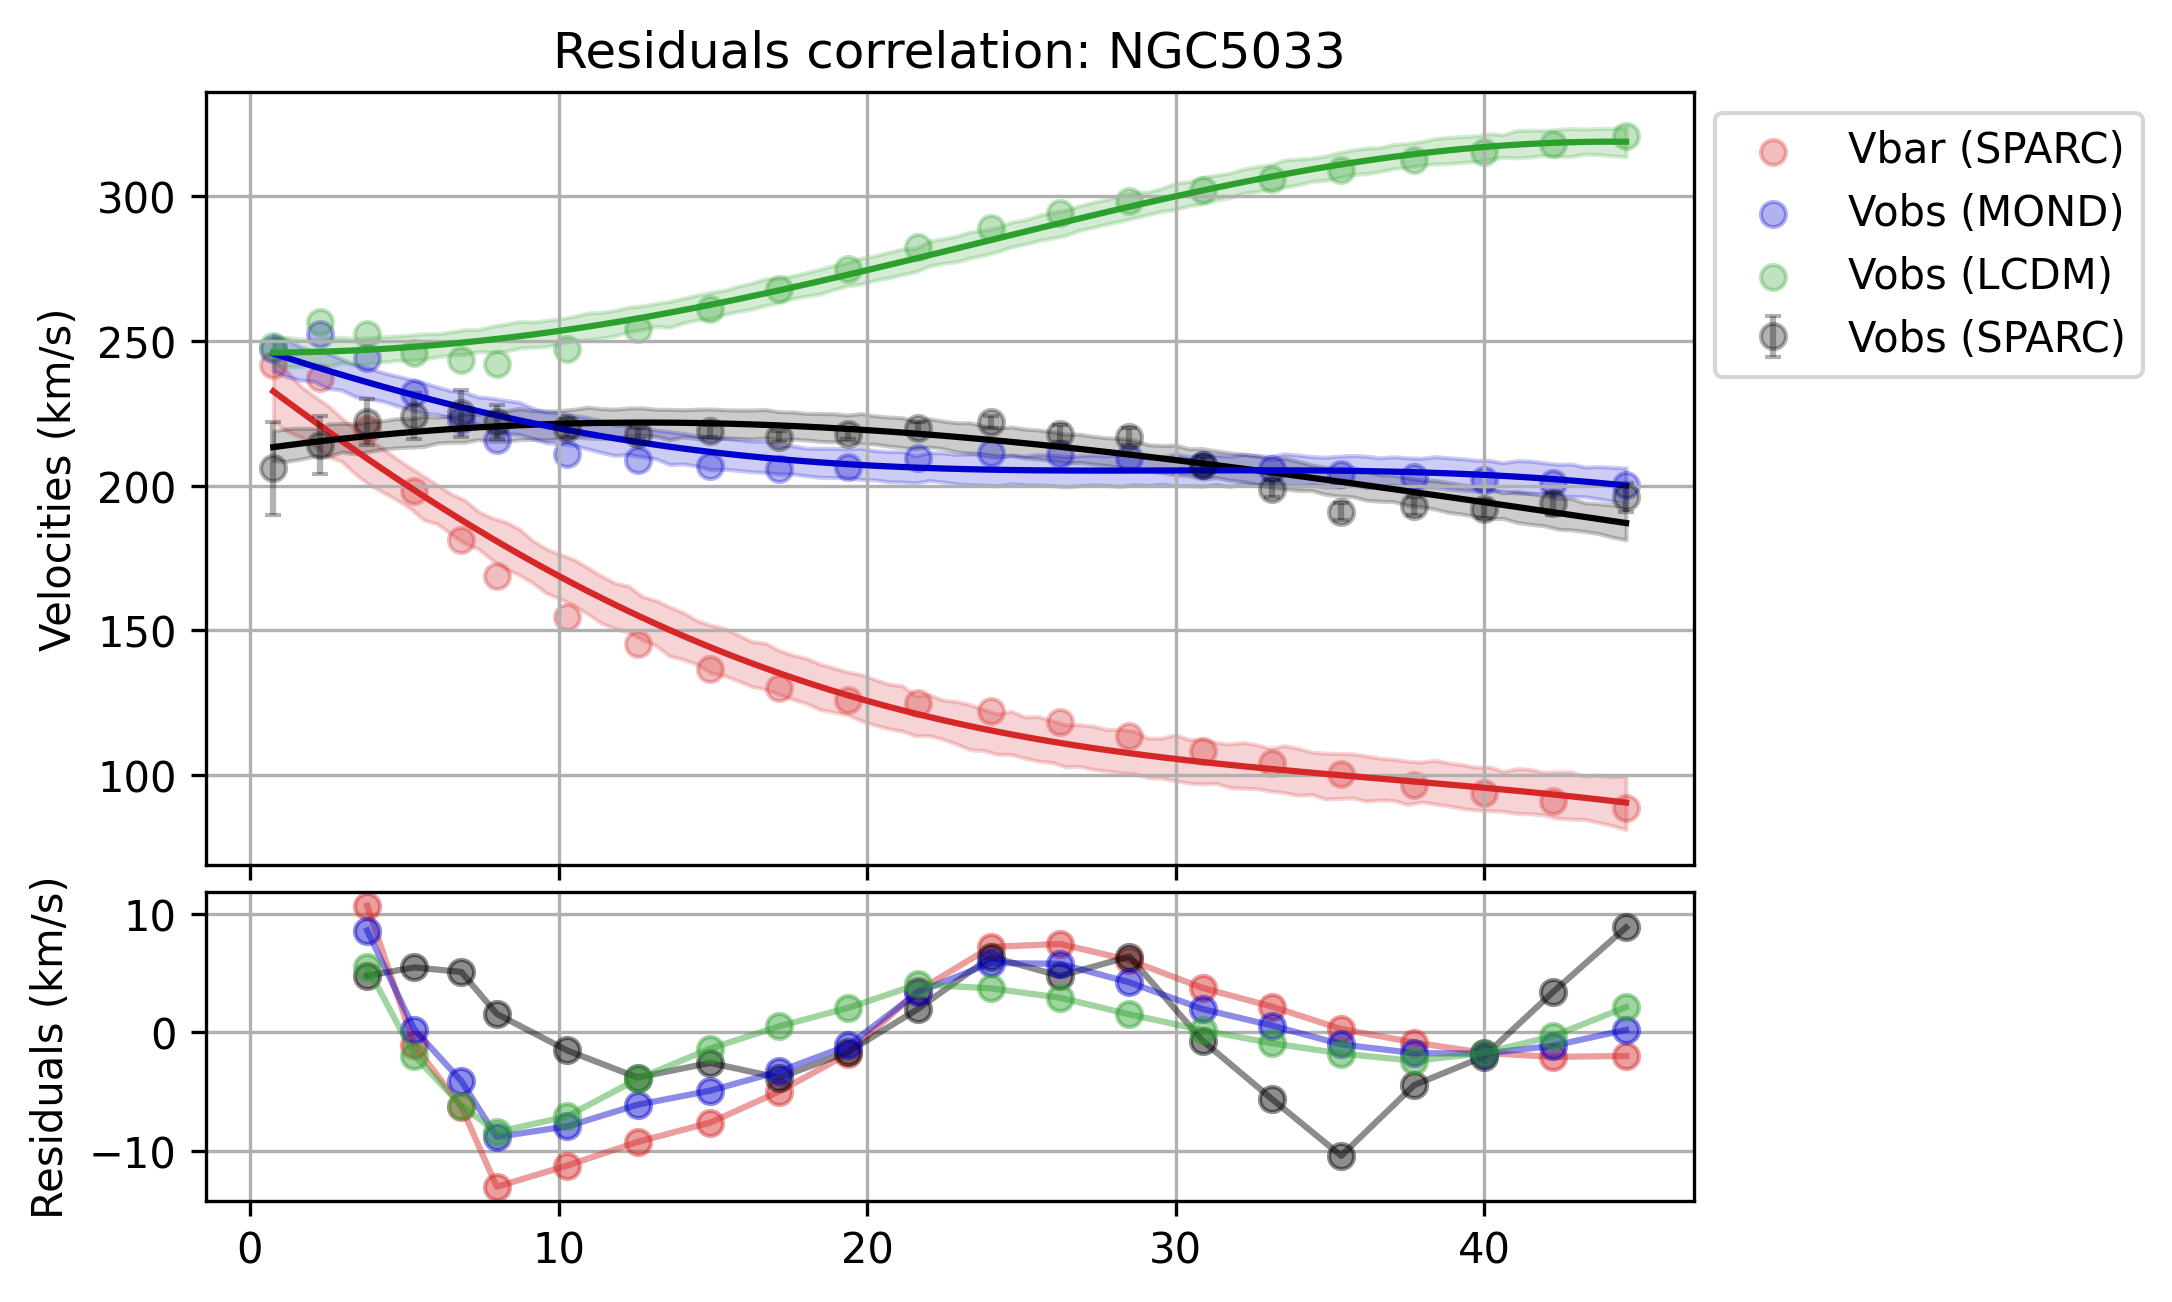 Residuals correlation: NGC5033
Velocities (km/s)
300
250
200
150
100
Vbar (SPARC)
Vobs (MOND)
Vobs (LCDM)
Vobs (SPARC)
Residuals (km/s)
10
0
−10
0 10 20 30 40